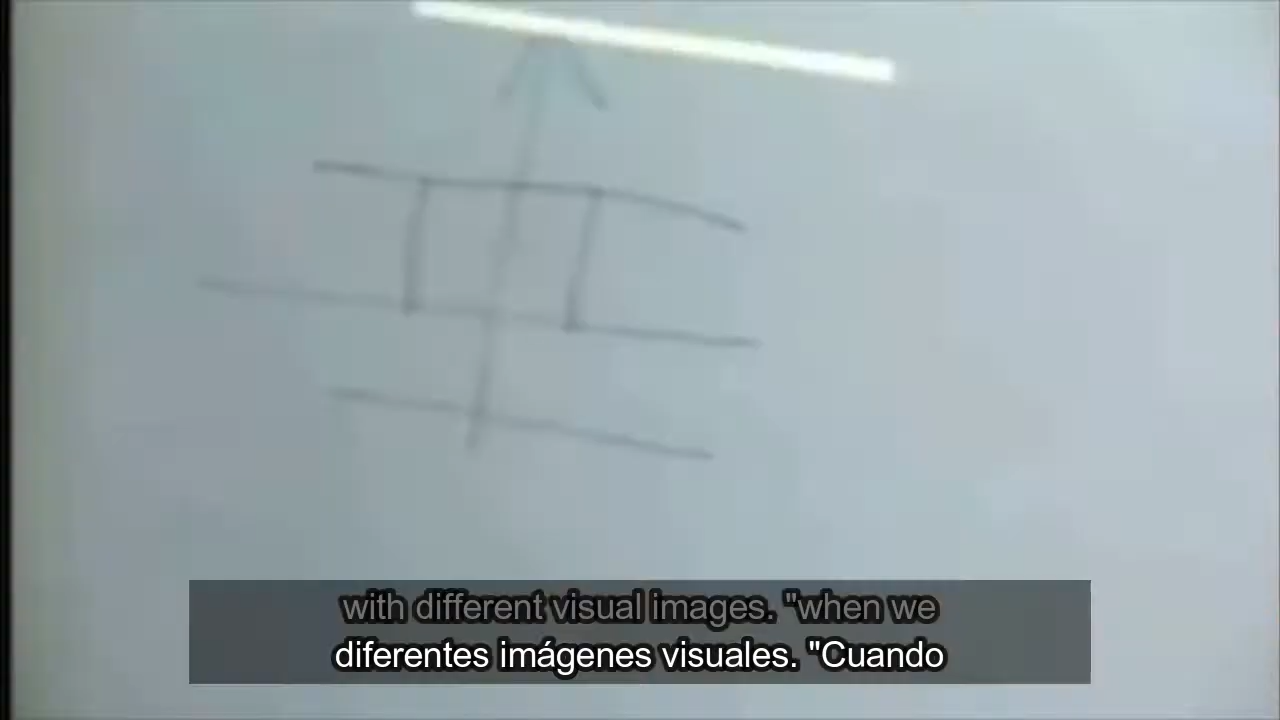 with different visual images. "when we
diferentes imágenes visuales. "Cuando